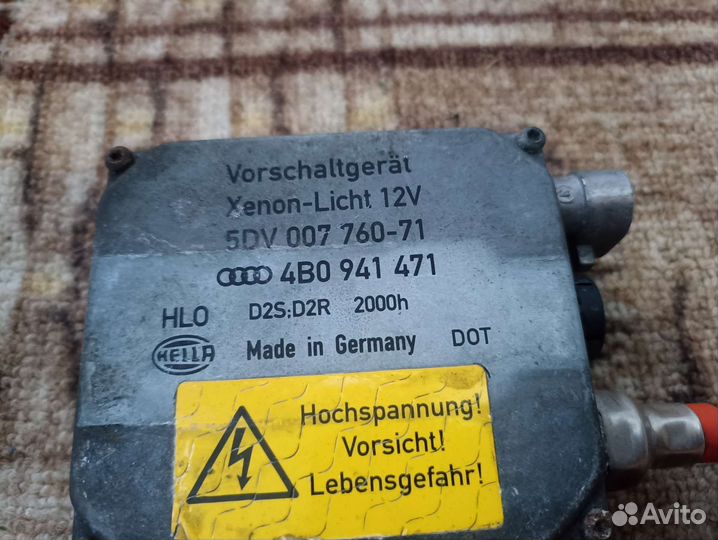 Vorschaltgerät
Xenon-Licht 12V
5DV 007 760-71
4B0 941 471
HLO D2S;D2R 2000h
HELLA Made in Germany DOT
Hochspannung!
Vorsicht!
Lebensgefahr!
Avito